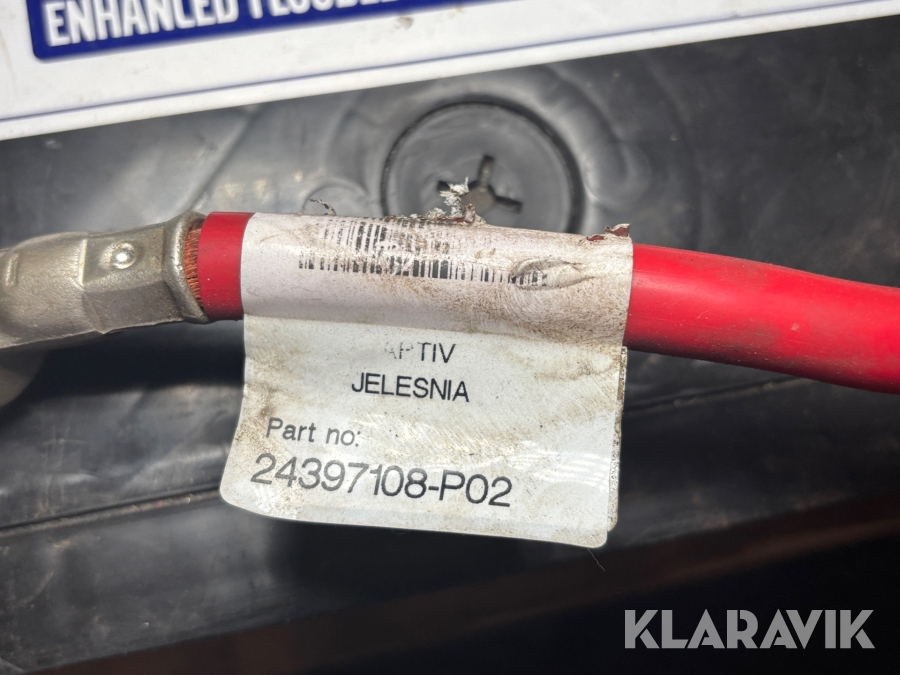 ENHANCED FLOODED
APTIV
JELESNIA
Part no:
24397108-P02
KLARAVIK